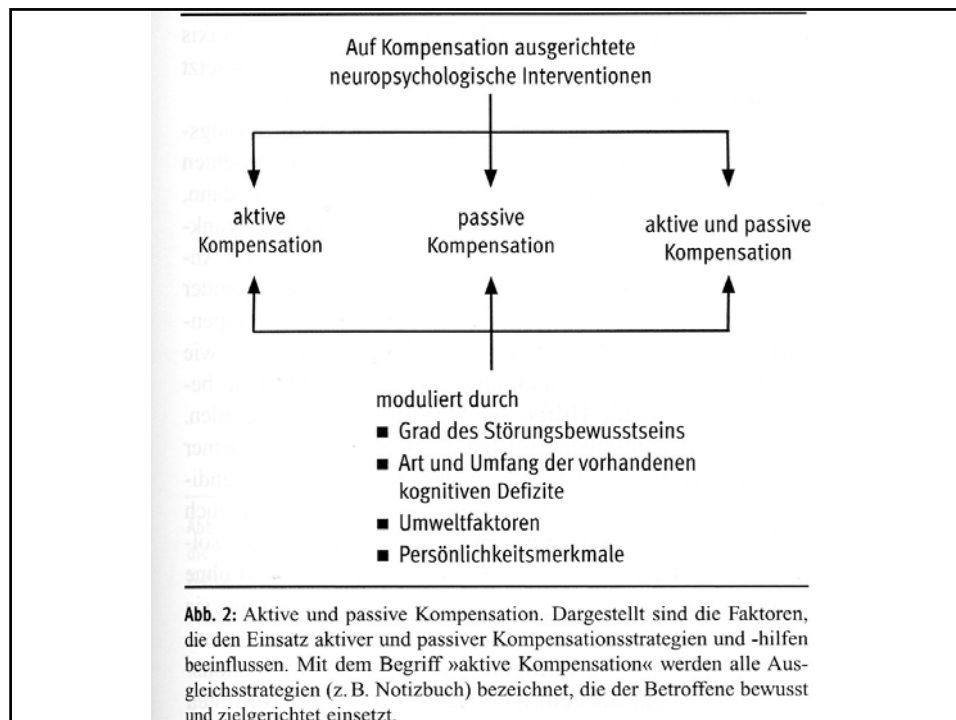 Auf Kompensation ausgerichtete
neuropsychologische Interventionen
aktive
Kompensation
passive
Kompensation
aktive und passive
Kompensation
moduliert durch
■ Grad des Störungsbewusstseins
■ Art und Umfang der vorhandenen
kognitiven Defizite
■ Umweltfaktoren
■ Persönlichkeitsmerkmale
Abb. 2: Aktive und passive Kompensation. Dargestellt sind die Faktoren,
die den Einsatz aktiver und passiver Kompensationsstrategien und -hilfen
beeinflussen. Mit dem Begriff »aktive Kompensation« werden alle Aus-
gleichsstrategien (z. B. Notizbuch) bezeichnet, die der Betroffene bewusst
und zielgerichtet einsetzt.